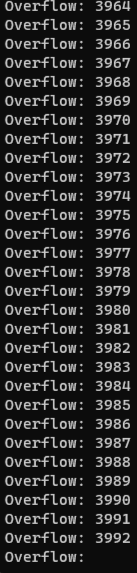 Overflow: 3964
Overflow: 3965
Overflow: 3966
Overflow: 3967
Overflow: 3968
Overflow: 3969
Overflow: 3970
Overflow: 3971
Overflow: 3972
Overflow: 3973
Overflow: 3974
Overflow: 3975
Overflow: 3976
Overflow: 3977
Overflow: 3978
Overflow: 3979
Overflow: 3980
Overflow: 3981
Overflow: 3982
Overflow: 3983
Overflow: 3984
Overflow: 3985
Overflow: 3986
Overflow: 3987
Overflow: 3988
Overflow: 3989
Overflow: 3990
Overflow: 3991
Overflow: 3992
Overflow: